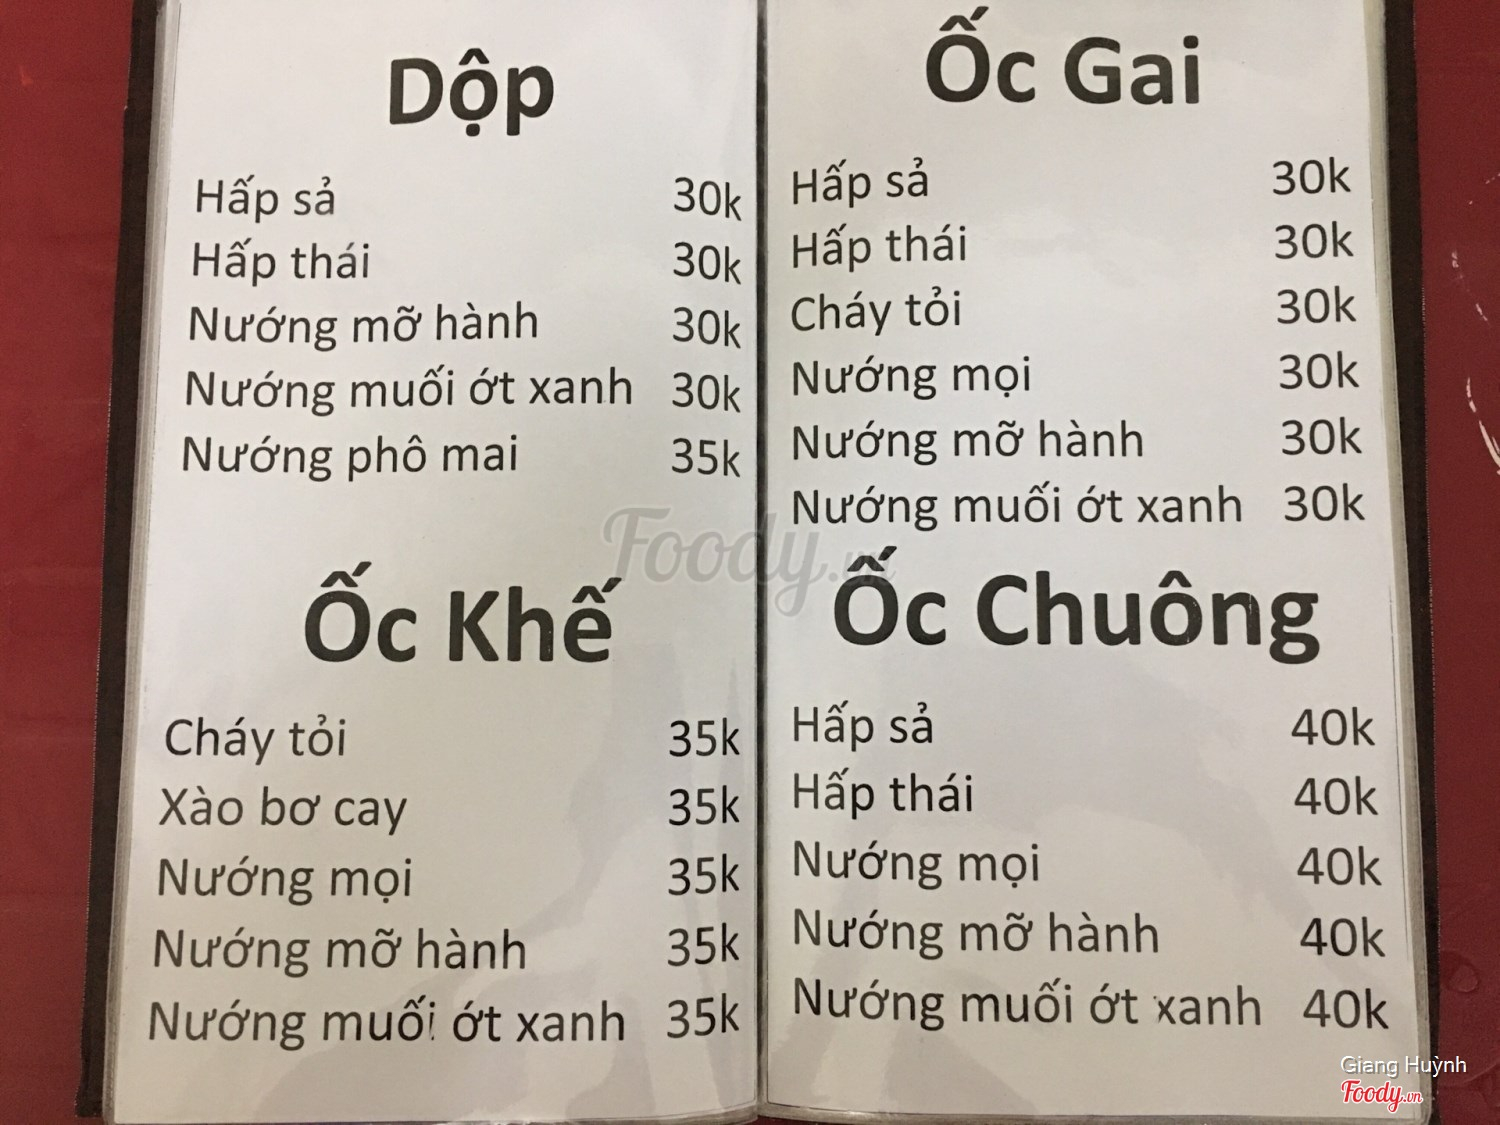 Dộp
Hấp sả 30k
Hấp thái 30k
Nướng mỡ hành 30k
Nướng muối ớt xanh 30k
Nướng phô mai 35k
Ốc Khế
Cháy tỏi 35k
Xào bơ cay 35k
Nướng mọi 35k
Nướng mỡ hành 35k
Nướng muối ớt xanh 35k
Ốc Gai
Hấp sả 30k
Hấp thái 30k
Cháy tỏi 30k
Nướng mọi 30k
Nướng mỡ hành 30k
Nướng muối ớt xanh 30k
Ốc Chuông
Hấp sả 40k
Hấp thái 40k
Nướng mọi 40k
Nướng mỡ hành 40k
Nướng muối ớt xanh 40k
Foody.vn
Giang Huỳnh
Foody.vn